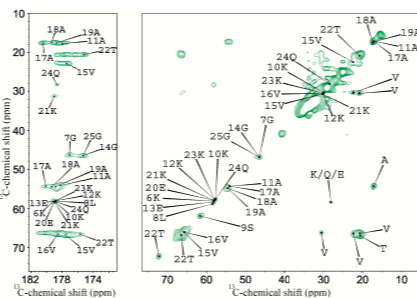 10
20
30
40
50
60
70
18A
19A
11A
17A
22T
24Q
15V
21K
7G
25G
14G
17A
18A
19A
11A
23K
12K
13E
8L
6K
24Q
10K
20E
21K
16V
15V
22T
182
178
174
13
C-chemical shift (ppm)
18A
22T
19A
15V
11A
24Q
17A
10K
23K
V
16V
15V
21K
12K
V
7G
14G
25G
23K
10K
12K
24Q
21K
11A
20E
17A
6K
18A
13E
19A
8L
9S
K/Q/E
A
22T
16V
15V
22T
V
V
T
V
70
60
50
40
30
20
10
13
C-chemical shift (ppm)
C-chemical shift (ppm)